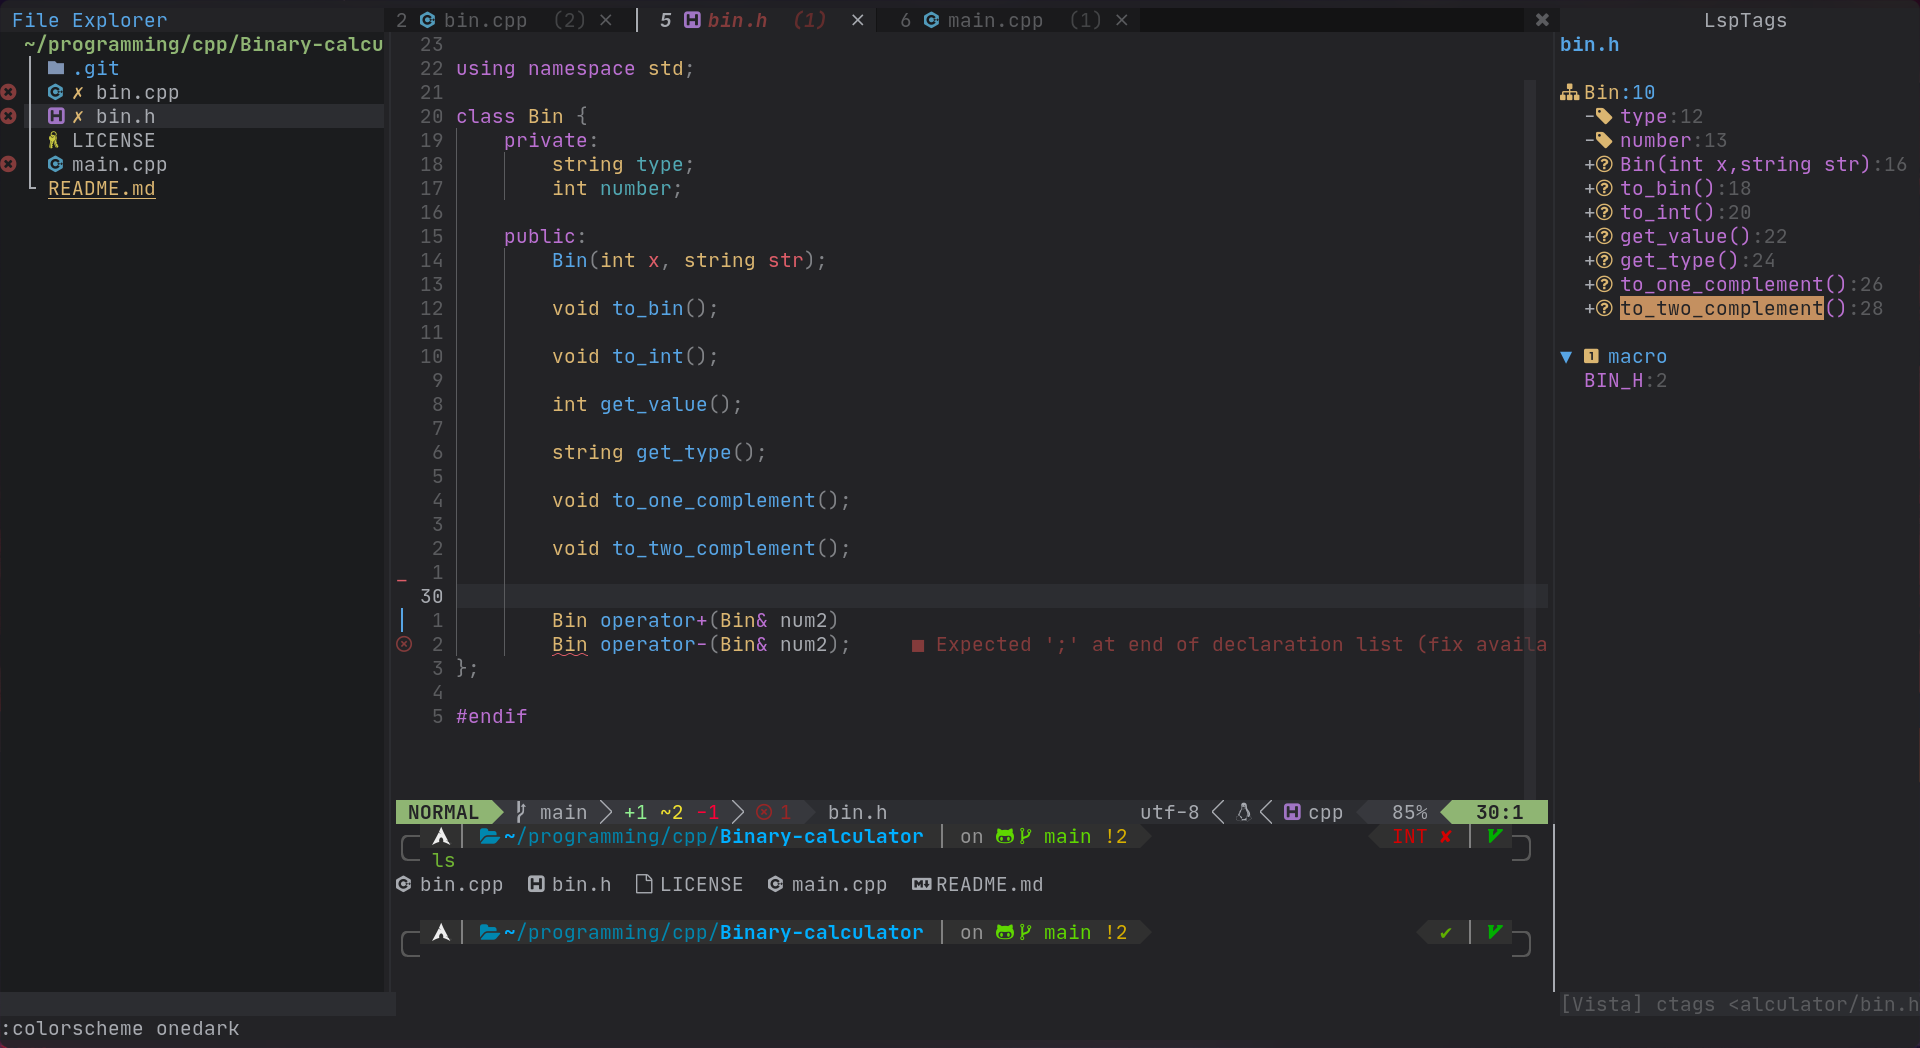 File Explorer
2 bin.cpp (2) × 5 bin.h (1) × 6 main.cpp (1) ×
LspTags
~/programming/cpp/Binary-calcu
.git
✗ bin.cpp
✗ bin.h
LICENSE
main.cpp
README.md
23
22 using namespace std;
21
20 class Bin {
19     private:
18         string type;
17         int number;
16
15     public:
14         Bin(int x, string str);
13
12         void to_bin();
11
10         void to_int();
9
8         int get_value();
7
6         string get_type();
5
4         void to_one_complement();
3
2         void to_two_complement();
1
30
1         Bin operator+(Bin& num2)
2         Bin operator-(Bin& num2);     ■ Expected ';' at end of declaration list (fix availa
3 };
4
5 #endif
NORMAL main +1 ~2 -1 1 bin.h utf-8 cpp 85% 30:1
~/programming/cpp/Binary-calculator on main !2 INT ✘
ls
bin.cpp bin.h LICENSE main.cpp README.md
~/programming/cpp/Binary-calculator on main !2 ✔
bin.h
Bin:10
-type:12
-number:13
+Bin(int x,string str):16
+to_bin():18
+to_int():20
+get_value():22
+get_type():24
+to_one_complement():26
+to_two_complement():28
▼ 1 macro
BIN_H:2
[Vista] ctags <alculator/bin.h
:colorscheme onedark